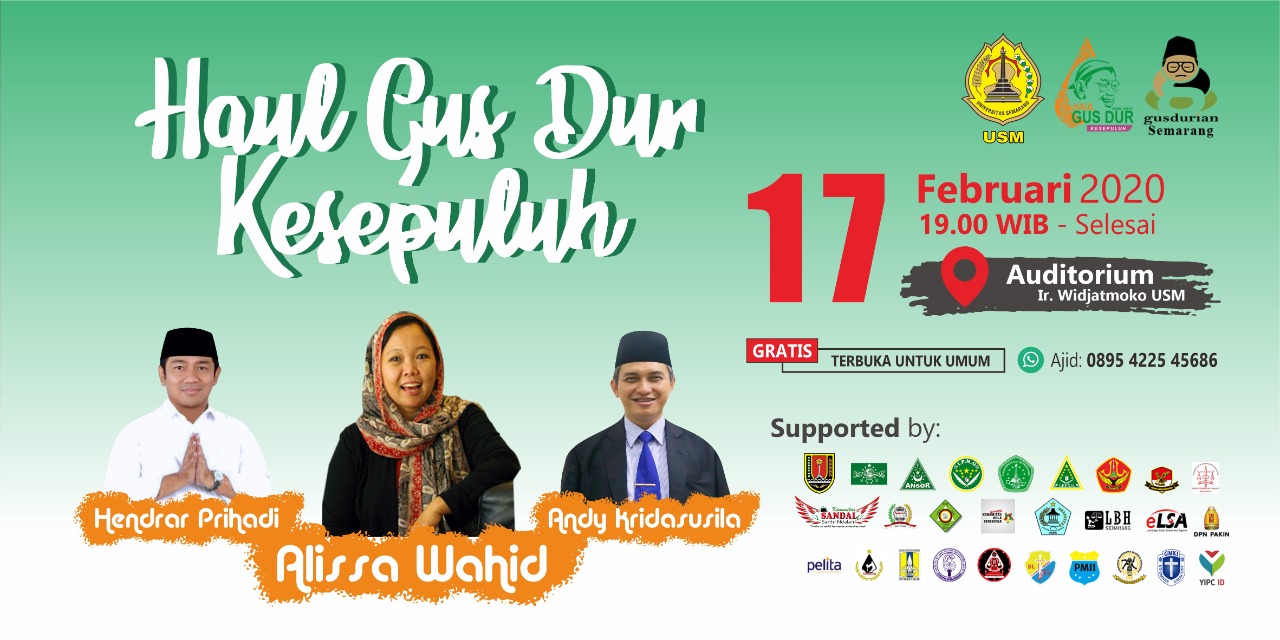 Haul Gus Dur
Kesepuluh
UNIVERSITAS SEMARANG
USM
GUS DUR
KESEPULUH
gusdurian
Semarang
17
Februari 2020
19.00 WIB - Selesai
Auditorium
Ir. Widjatmoko USM
GRATIS
TERBUKA UNTUK UMUM
Ajid: 0895 4225 45686
Hendrar Prihadi
Alissa Wahid
Andy Kridasusila
Supported by:
ANSOR
SANDAL
LBH
SEMARANG
eLSA
DPN PAKIN
pelita
PMII
GMKI
YIPC ID